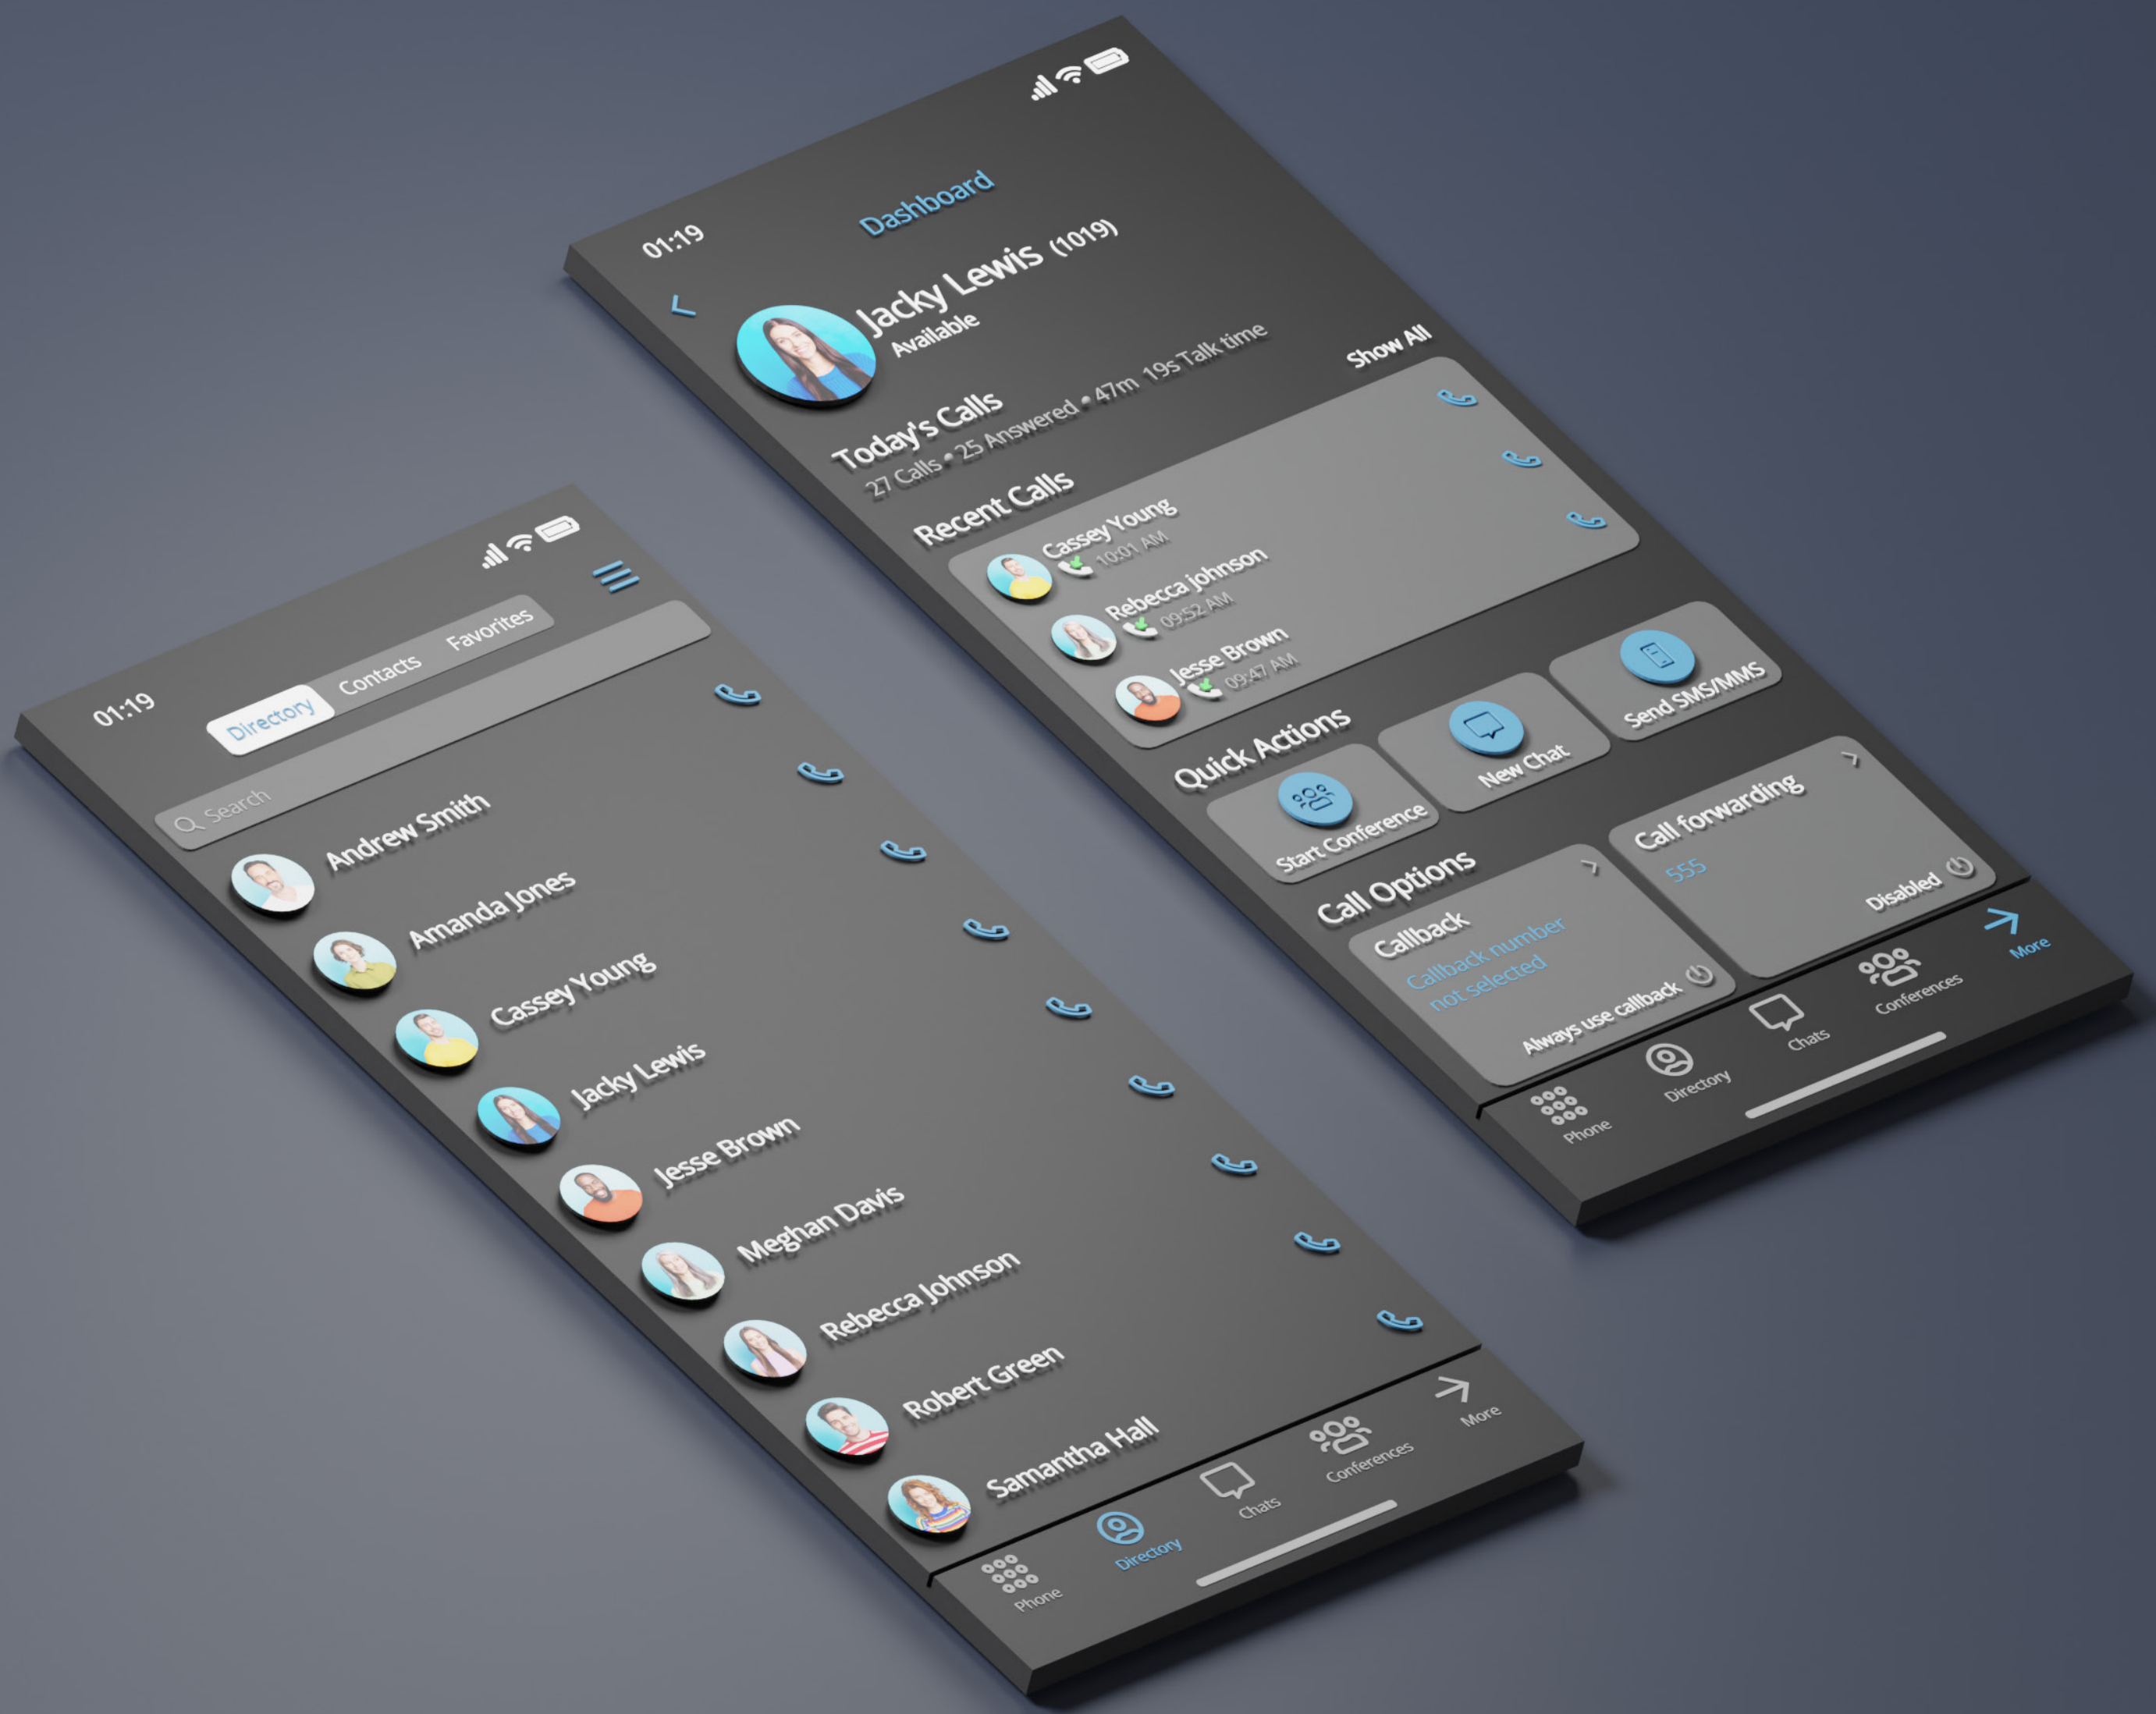 01:19
Directory
Contacts
Favorites
Search
Andrew Smith
Amanda Jones
Cassey Young
Jacky Lewis
Jesse Brown
Meghan Davis
Rebecca Johnson
Robert Green
Samantha Hall
Phone
Directory
Chats
Conferences
More
01:19
Dashboard
Jacky Lewis (1019)
Available
Today's Calls
27 Calls • 25 Answered • 47m 19s Talk time
Recent Calls
Show All
Cassey Young
10:01 AM
Rebecca johnson
09:52 AM
Jesse Brown
09:47 AM
Quick Actions
Start Conference
New Chat
Send SMS/MMS
Call Options
Callback
Callback number
not selected
Always use callback
Call forwarding
555
Disabled
Phone
Directory
Chats
Conferences
More